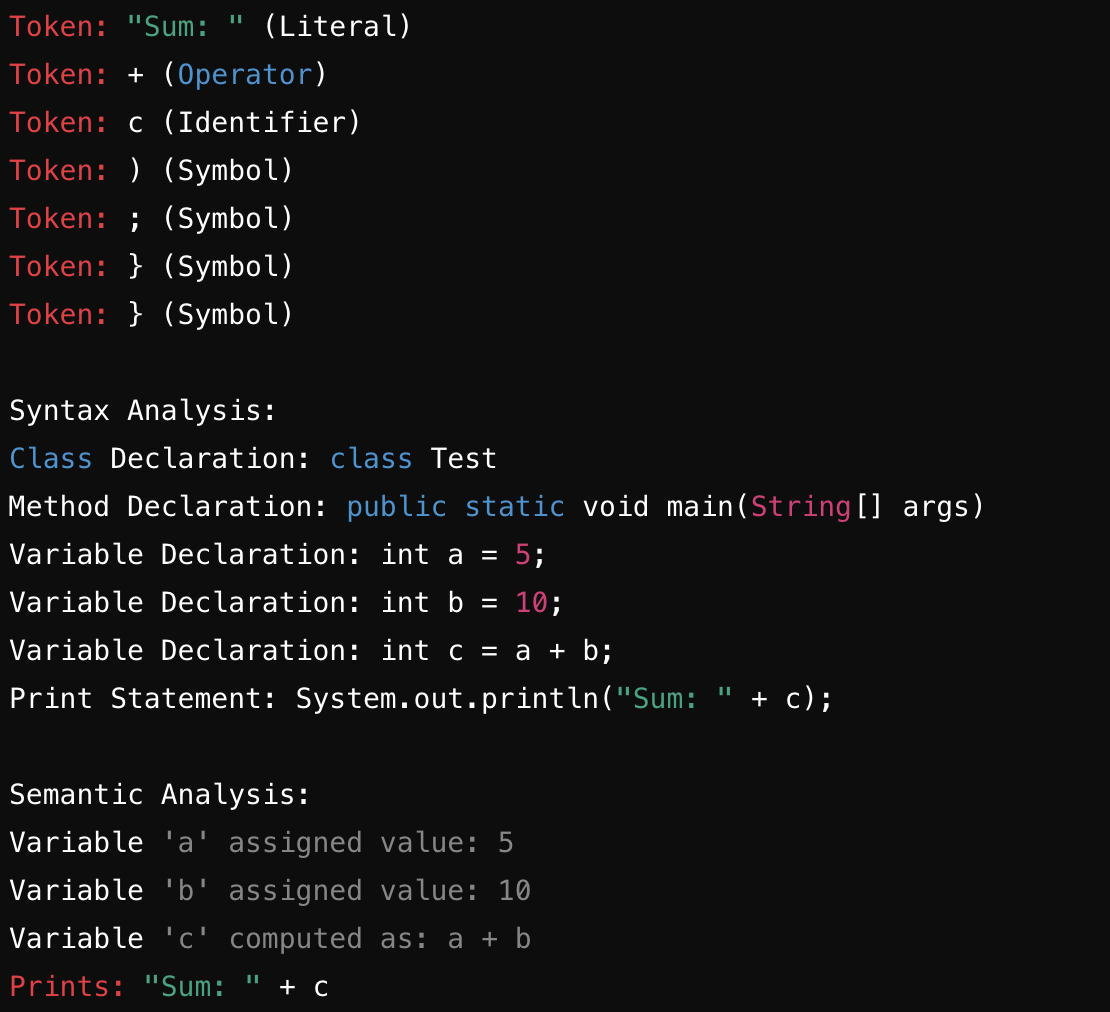 Token: "Sum: " (Literal)
Token: + (Operator)
Token: c (Identifier)
Token: ) (Symbol)
Token: ; (Symbol)
Token: } (Symbol)
Token: } (Symbol)
Syntax Analysis:
Class Declaration: class Test
Method Declaration: public static void main(String[] args)
Variable Declaration: int a = 5;
Variable Declaration: int b = 10;
Variable Declaration: int c = a + b;
Print Statement: System.out.println("Sum: " + c);
Semantic Analysis:
Variable 'a' assigned value: 5
Variable 'b' assigned value: 10
Variable 'c' computed as: a + b
Prints: "Sum: " + c